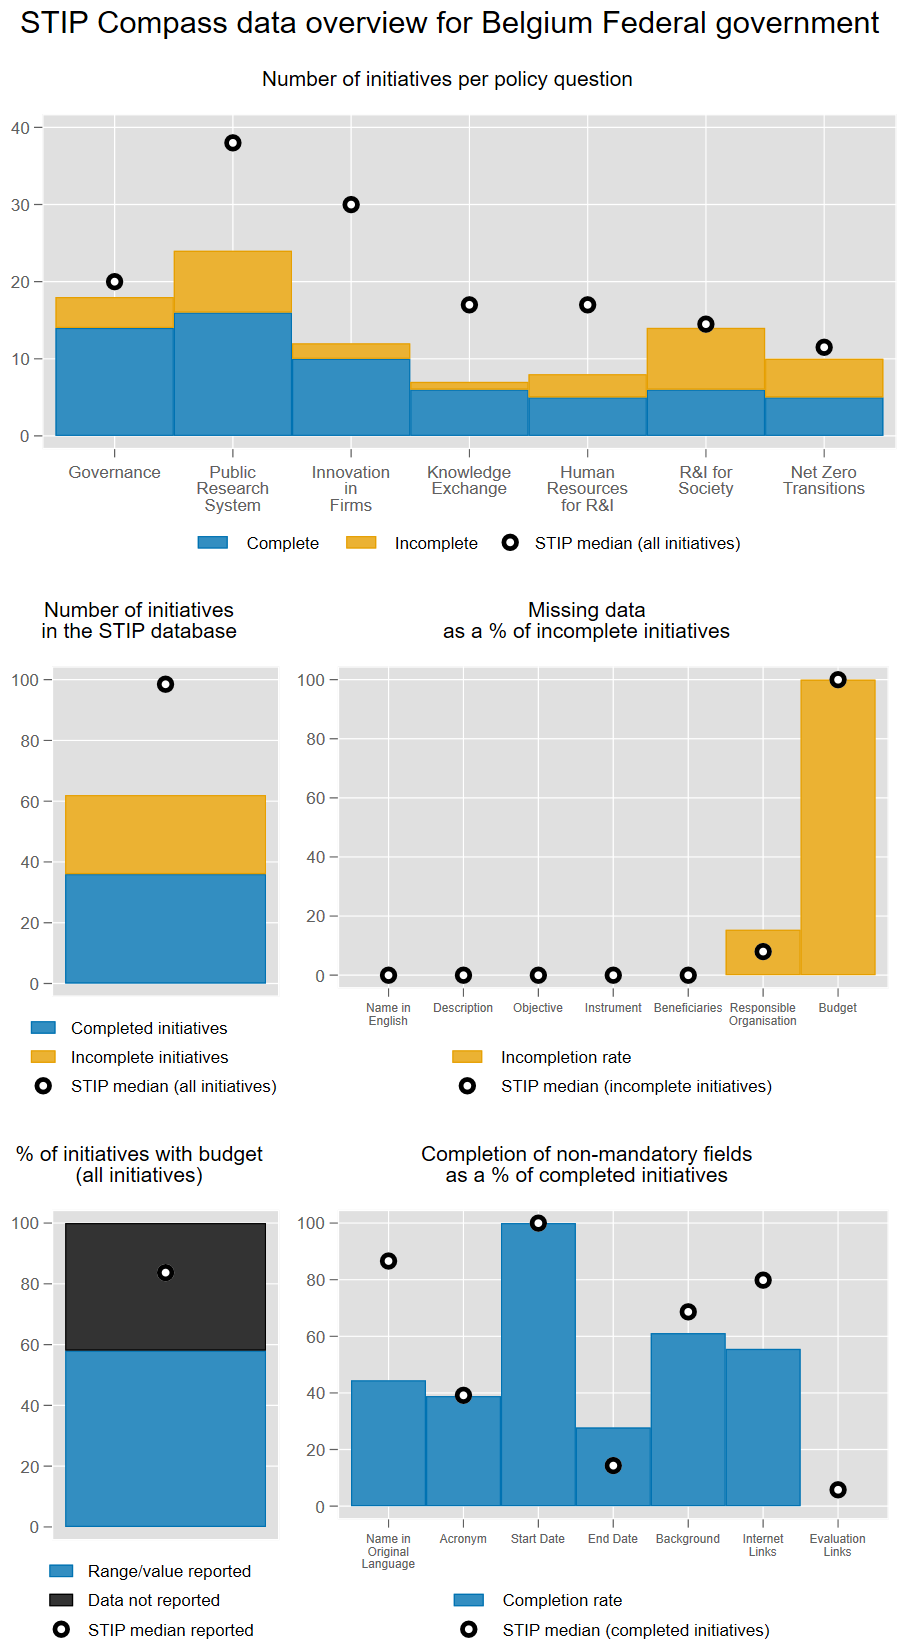 STIP Compass data overview for Belgium Federal government
Number of initiatives per policy question
40
30
20
10
0
Governance
Public
Research
System
Innovation
in
Firms
Knowledge
Exchange
Human
Resources
for R&I
R&I for
Society
Net Zero
Transitions
Complete
Incomplete
STIP median (all initiatives)
Number of initiatives
in the STIP database
100
80
60
40
20
0
Completed initiatives
Incomplete initiatives
STIP median (all initiatives)
Missing data
as a % of incomplete initiatives
100
80
60
40
20
0
Name in
English
Description
Objective
Instrument
Beneficiaries
Responsible
Organisation
Budget
Incompletion rate
STIP median (incomplete initiatives)
% of initiatives with budget
(all initiatives)
100
80
60
40
20
0
Range/value reported
Data not reported
STIP median reported
Completion of non-mandatory fields
as a % of completed initiatives
100
80
60
40
20
0
Name in
Original
Language
Acronym
Start Date
End Date
Background
Internet
Links
Evaluation
Links
Completion rate
STIP median (completed initiatives)